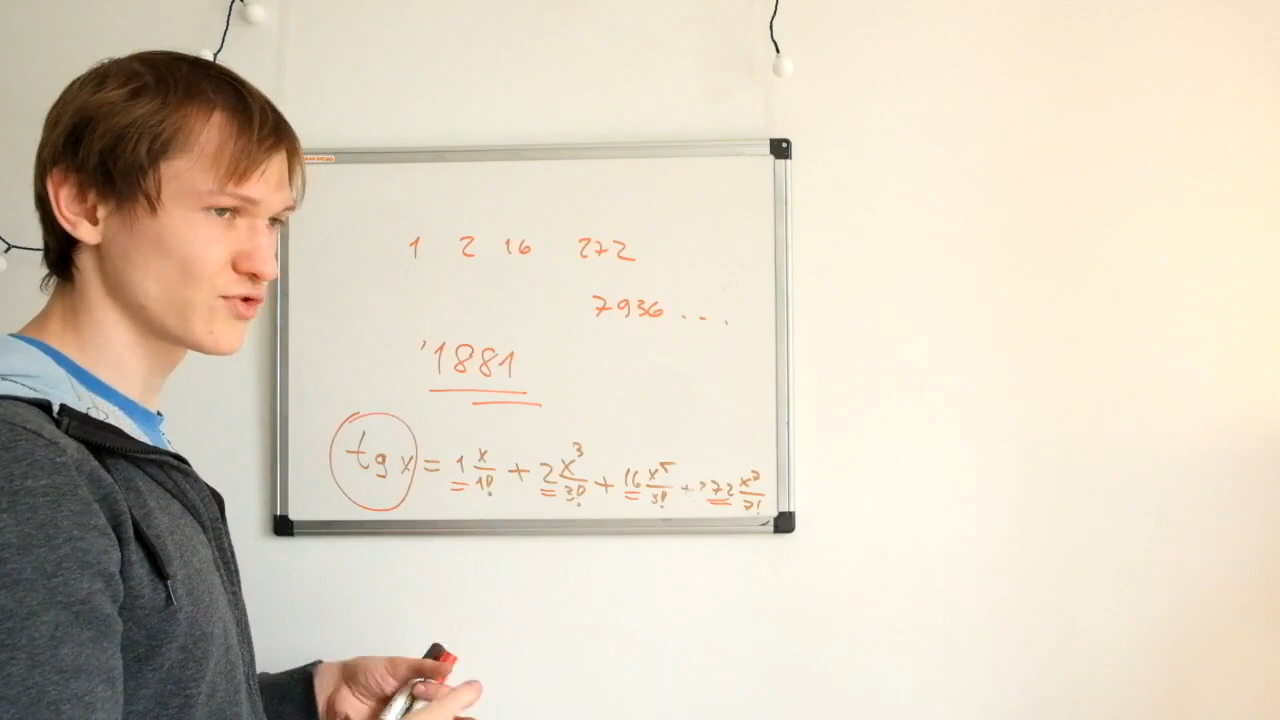 1 2 16 272
7936 ...
'1881
tg x = 1 x/1! + 2 x³/3! + 16 x⁵/5! + 272 x⁷/7!